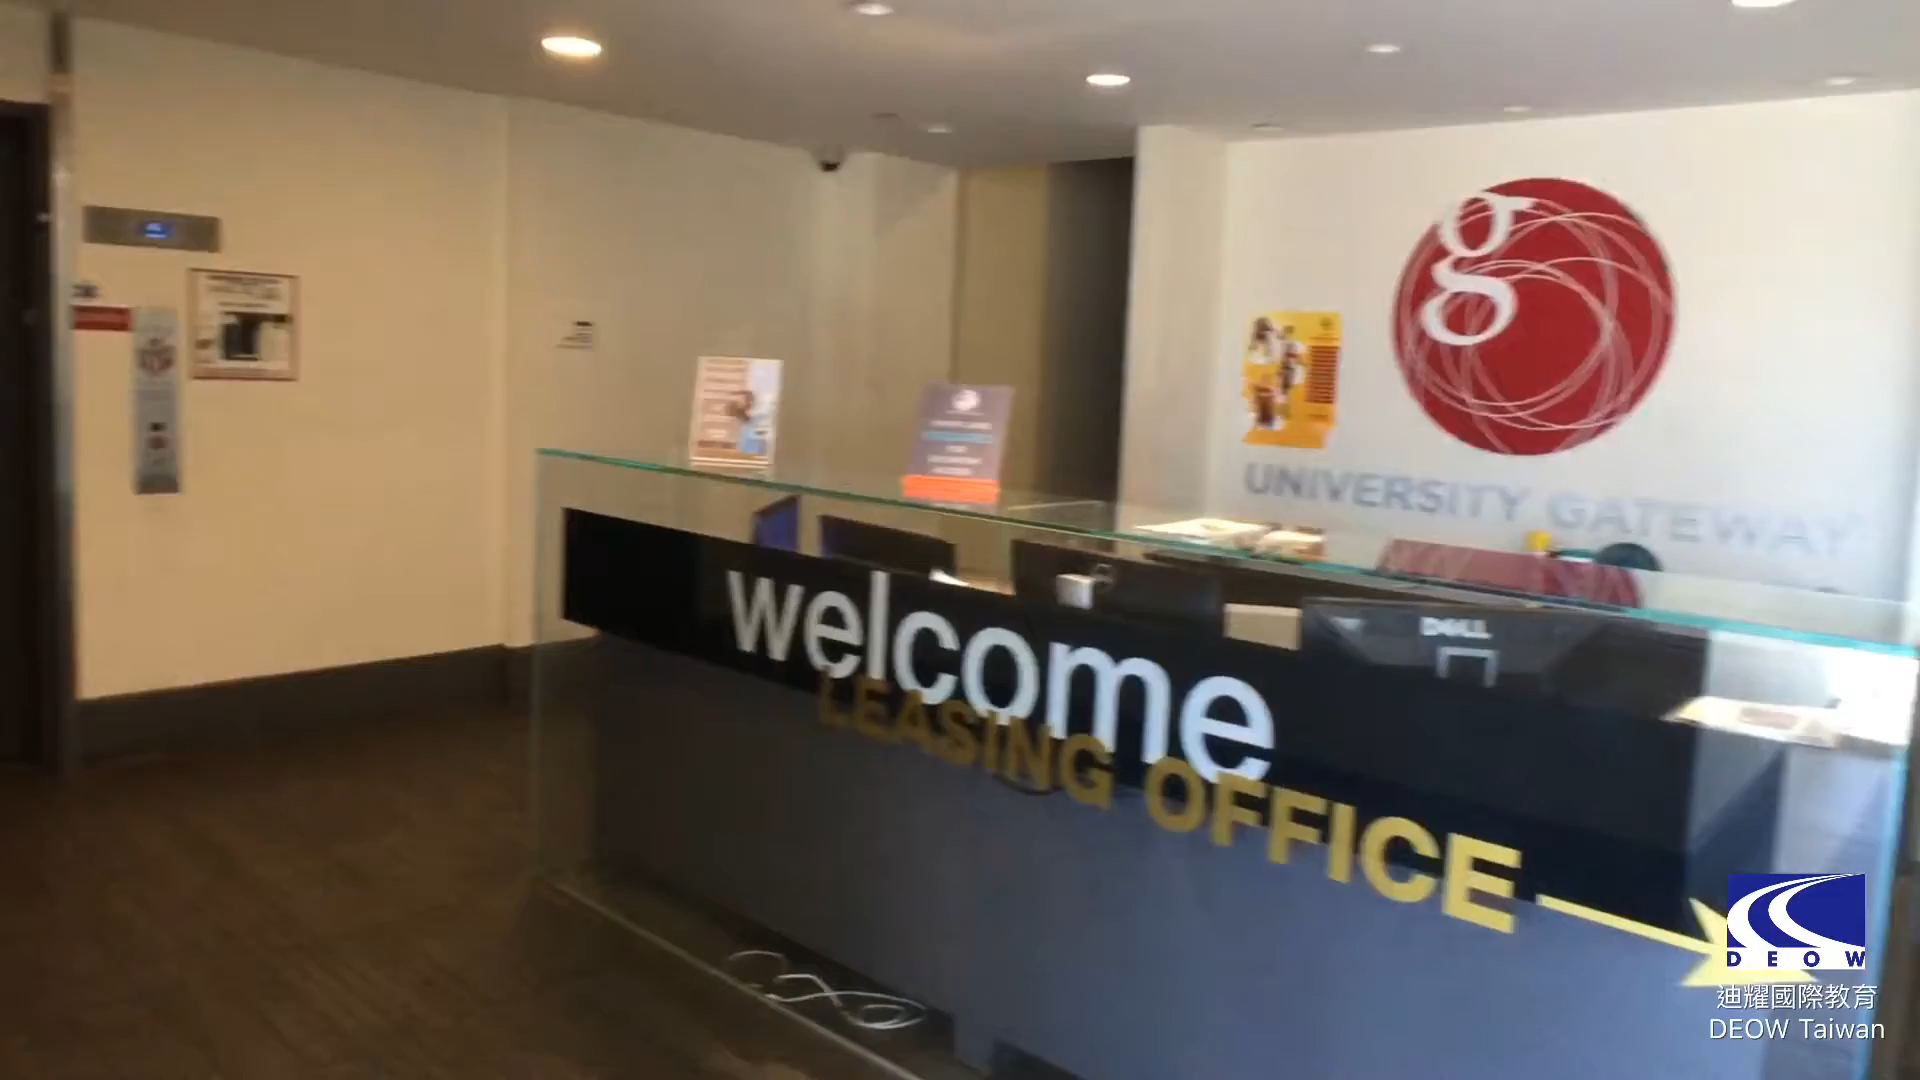 g
UNIVERSITY GATEWAY
DELL
welcome
LEASING OFFICE
DEOW
迪耀國際教育
DEOW Taiwan